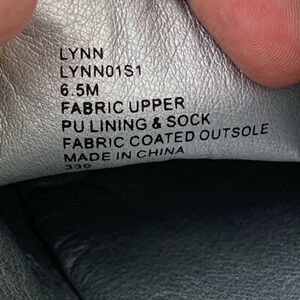 LYNN
LYNN01S1
6.5M
FABRIC UPPER
PU LINING & SOCK
FABRIC COATED OUTSOLE
MADE IN CHINA